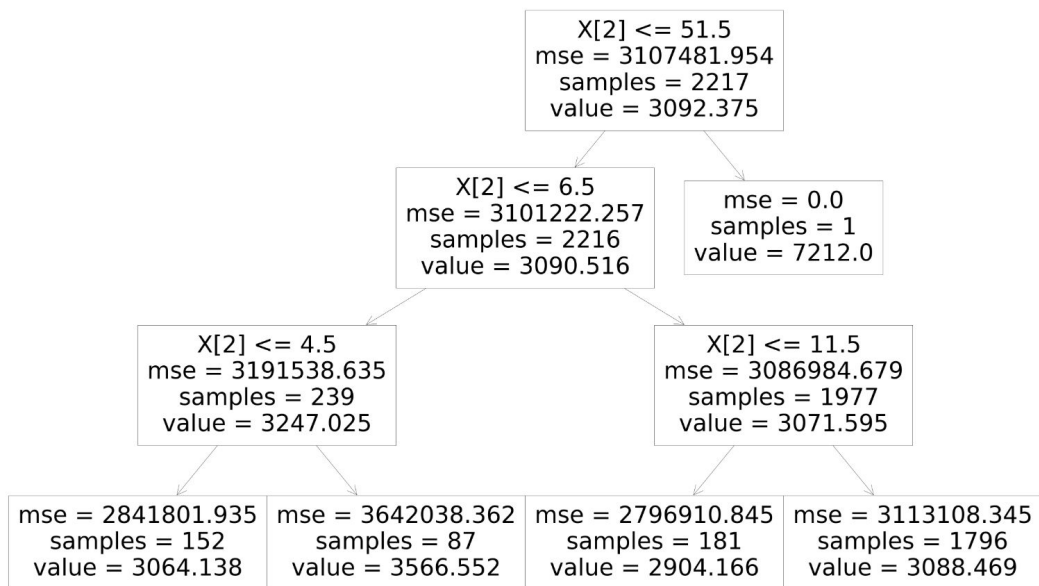 X[2] <= 51.5
mse = 3107481.954
samples = 2217
value = 3092.375
X[2] <= 6.5
mse = 3101222.257
samples = 2216
value = 3090.516
mse = 0.0
samples = 1
value = 7212.0
X[2] <= 4.5
mse = 3191538.635
samples = 239
value = 3247.025
X[2] <= 11.5
mse = 3086984.679
samples = 1977
value = 3071.595
mse = 2841801.935
samples = 152
value = 3064.138
mse = 3642038.362
samples = 87
value = 3566.552
mse = 2796910.845
samples = 181
value = 2904.166
mse = 3113108.345
samples = 1796
value = 3088.469